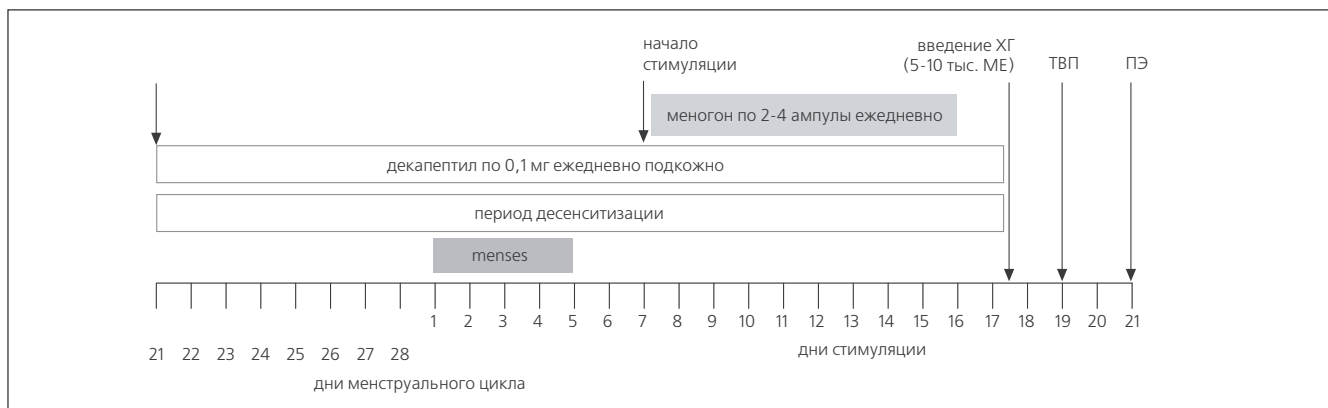 начало
стимуляции
введение ХГ
(5-10 тыс. МЕ)
ТВП
ПЭ
меногон по 2-4 ампулы ежедневно
декапептил по 0,1 мг ежедневно подкожно
период десенситизации
menses
1 2 3 4 5 6 7 8 9 10 11 12 13 14 15 16 17 18 19 20 21
дни стимуляции
21 22 23 24 25 26 27 28
дни менструального цикла